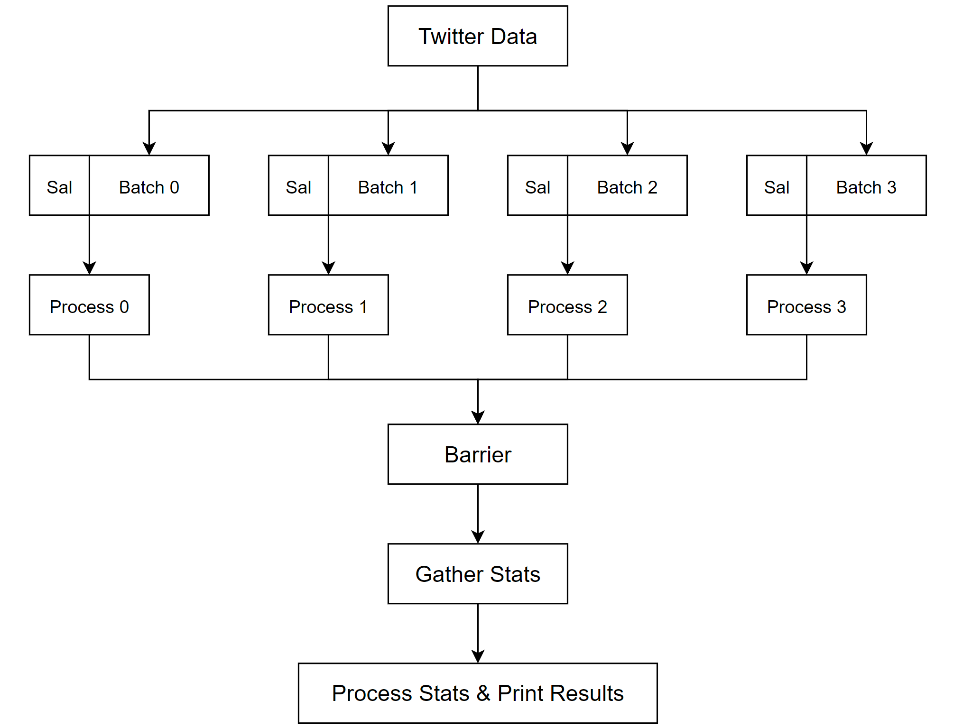 Twitter Data
Sal Batch 0
Sal Batch 1
Sal Batch 2
Sal Batch 3
Process 0
Process 1
Process 2
Process 3
Barrier
Gather Stats
Process Stats & Print Results